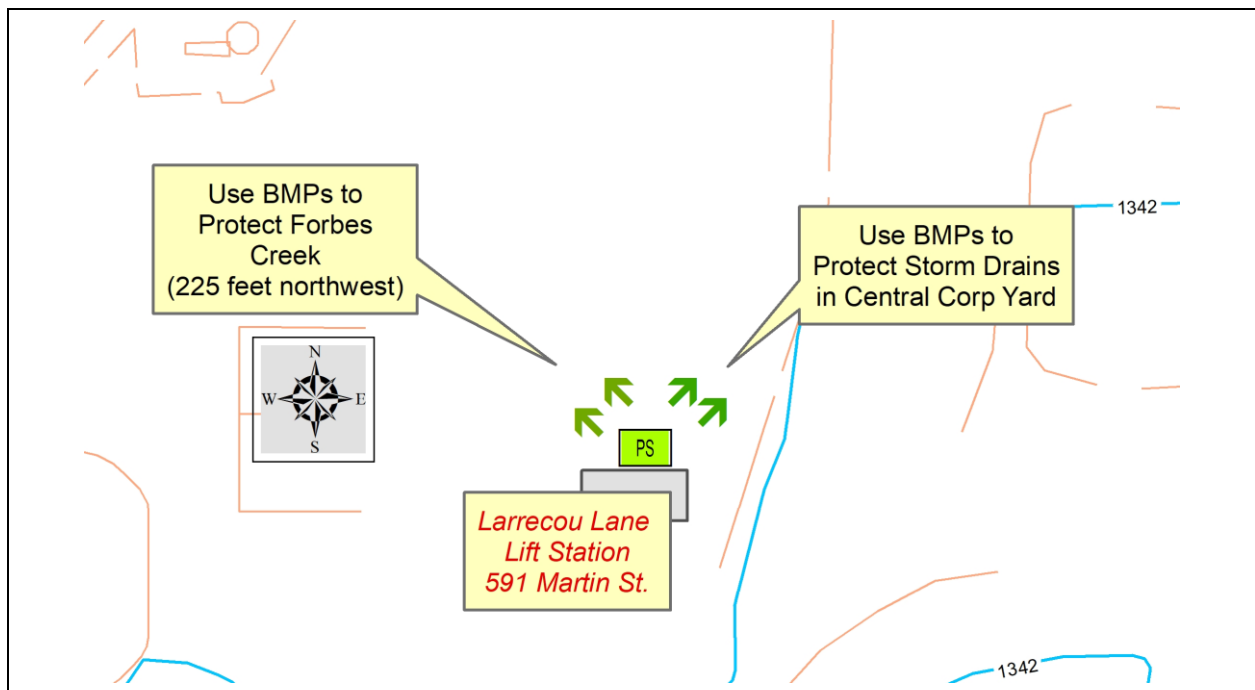 Use BMPs to
Protect Forbes
Creek
(225 feet northwest)
Use BMPs to
Protect Storm Drains
in Central Corp Yard
1342
N
W E
S
PS
Larrecou Lane
Lift Station
591 Martin St.
1342